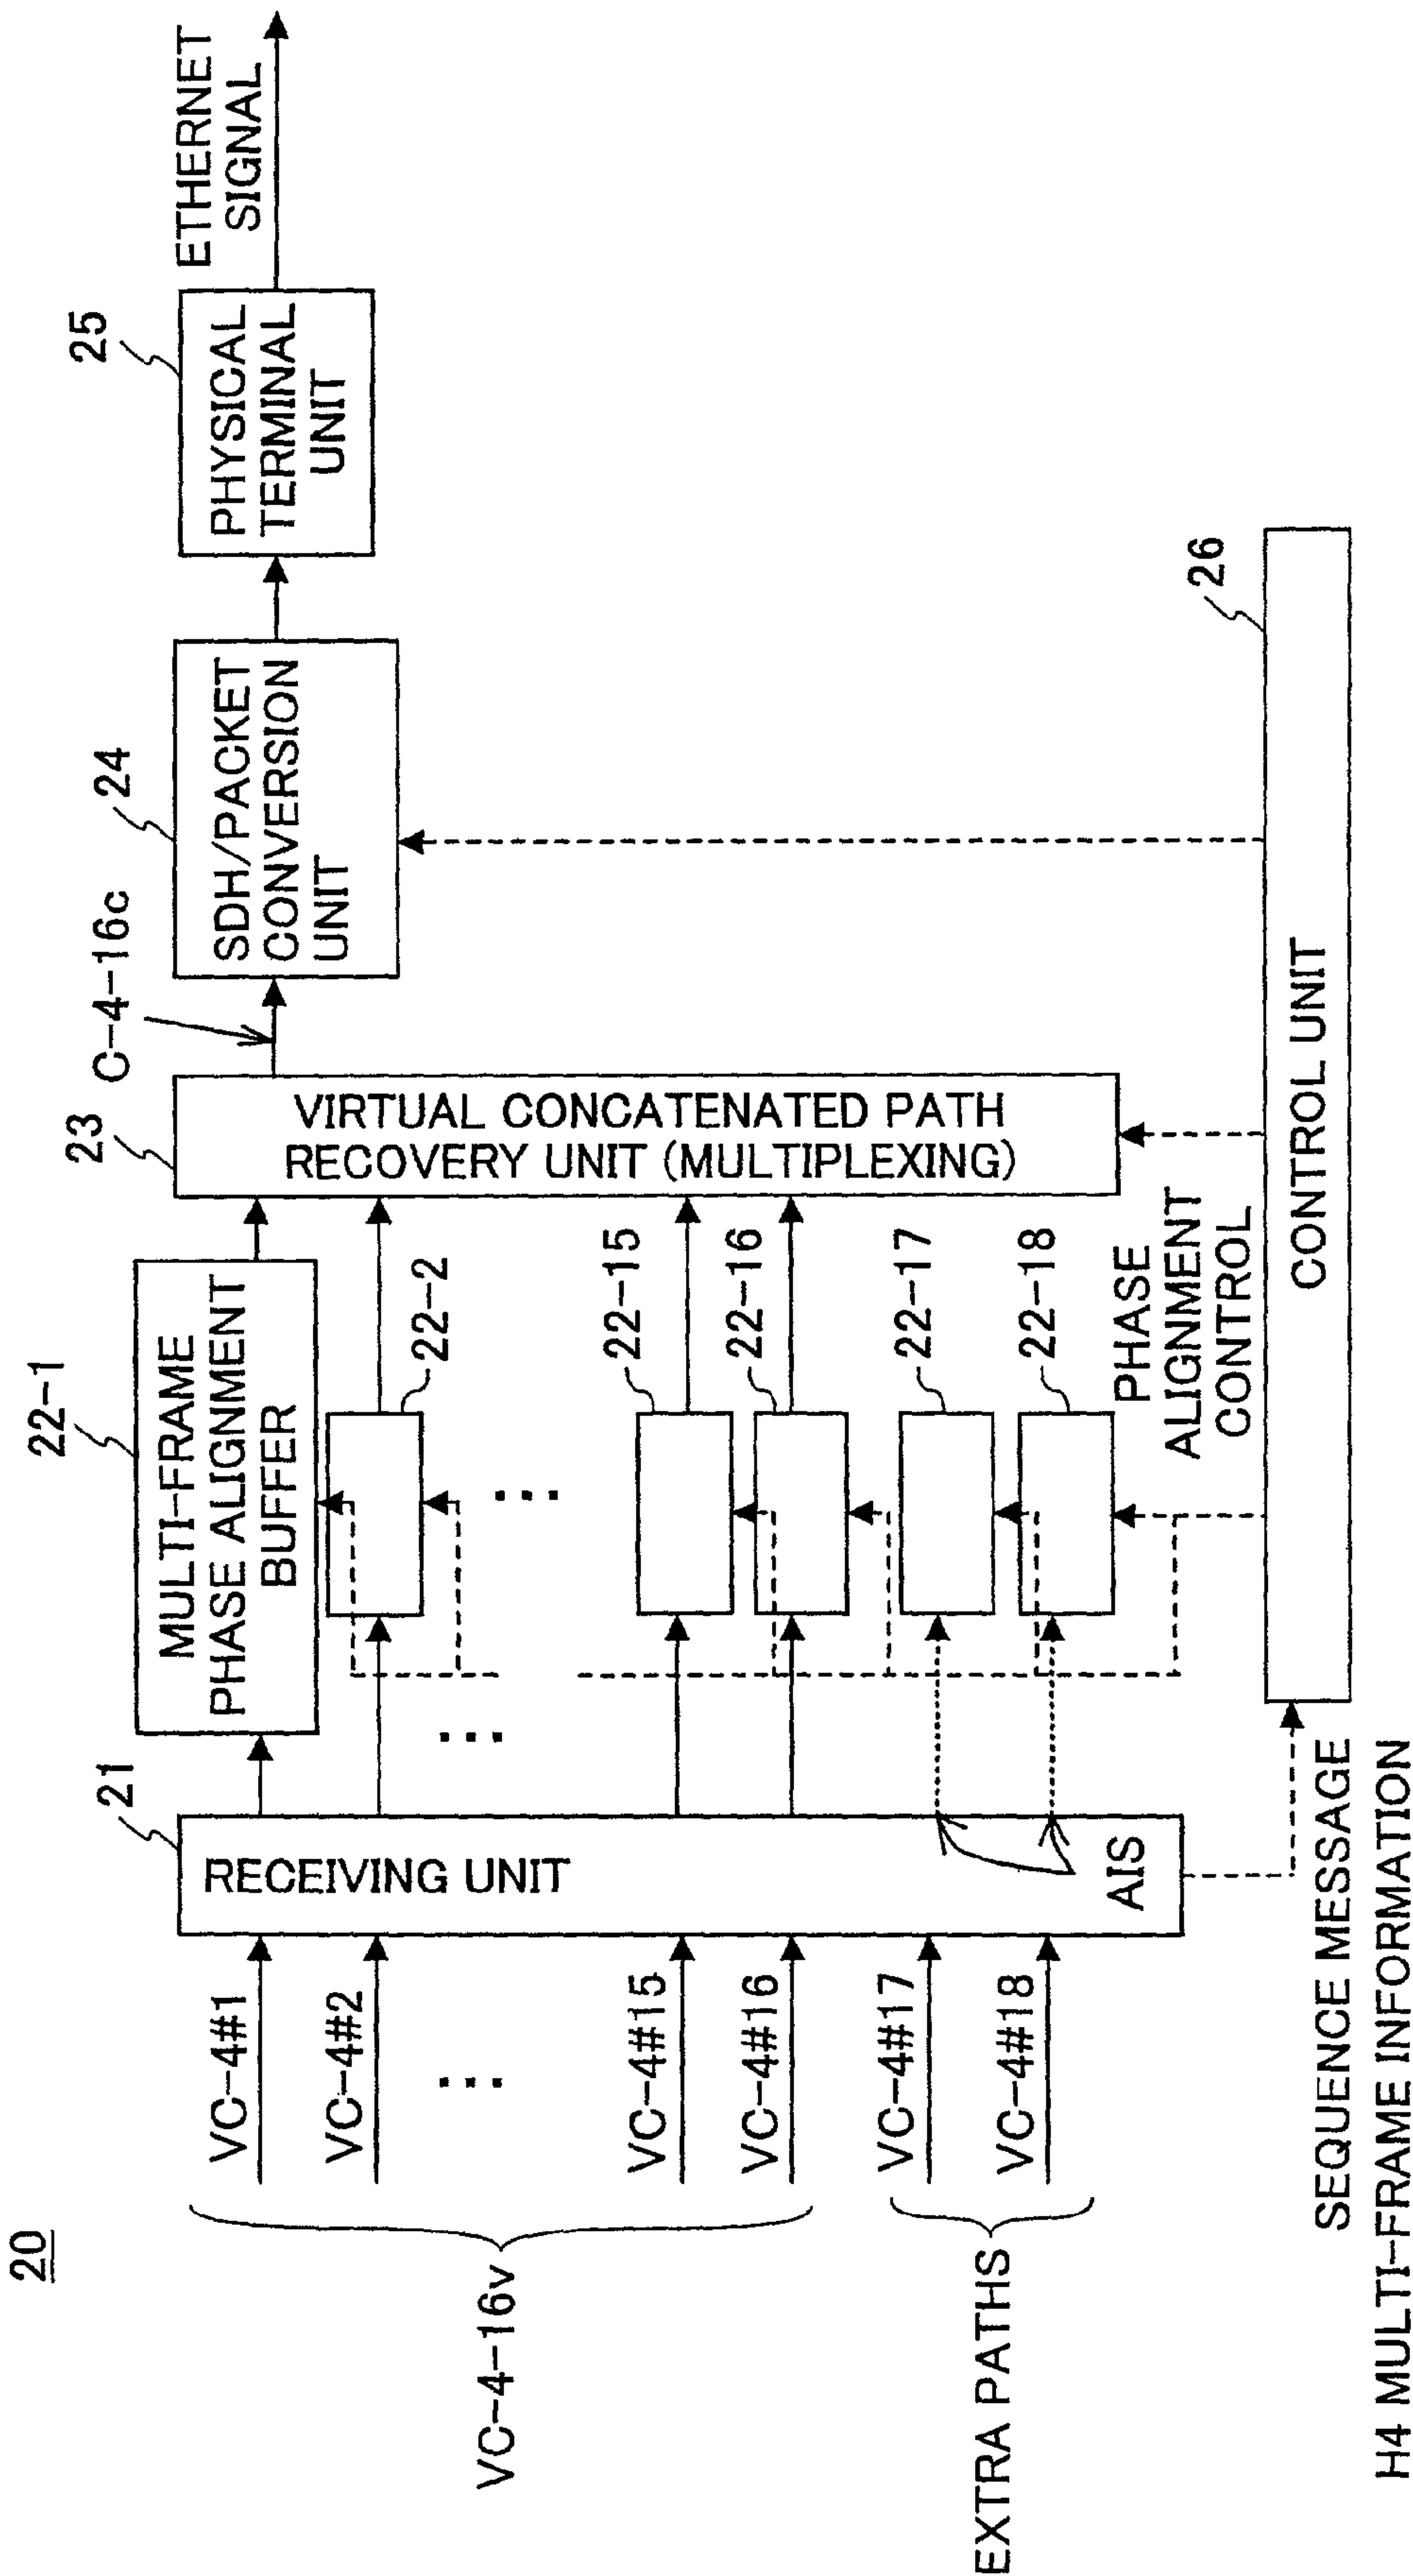 20
VC-4-16v
EXTRA PATHS
VC-4#1
VC-4#2
...
VC-4#15
VC-4#16
VC-4#17
VC-4#18
21
RECEIVING UNIT
AIS
SEQUENCE MESSAGE
H4 MULTI-FRAME INFORMATION
...
22-1
MULTI-FRAME
PHASE ALIGNMENT
BUFFER
22-2
...
22-15
22-16
22-17
22-18
PHASE
ALIGNMENT
CONTROL
23
VIRTUAL CONCATENATED PATH
RECOVERY UNIT (MULTIPLEXING)
C-4-16c
24
SDH/PACKET
CONVERSION
UNIT
25
PHYSICAL
TERMINAL
UNIT
ETHERNET
SIGNAL
26
CONTROL UNIT